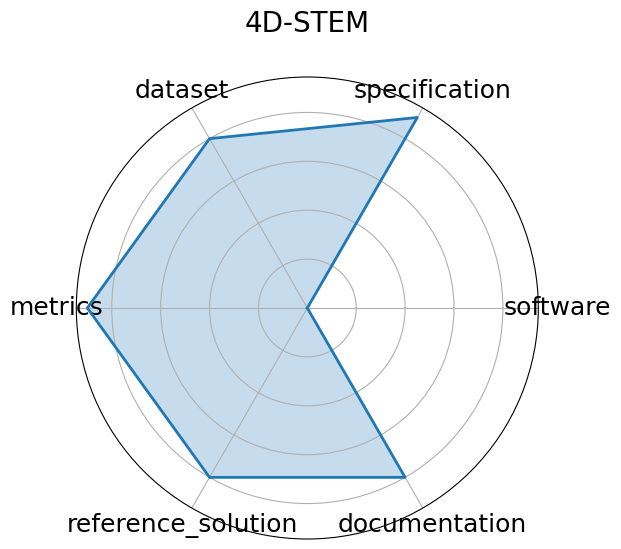 4D-STEM
dataset
specification
metrics
software
reference_solution
documentation